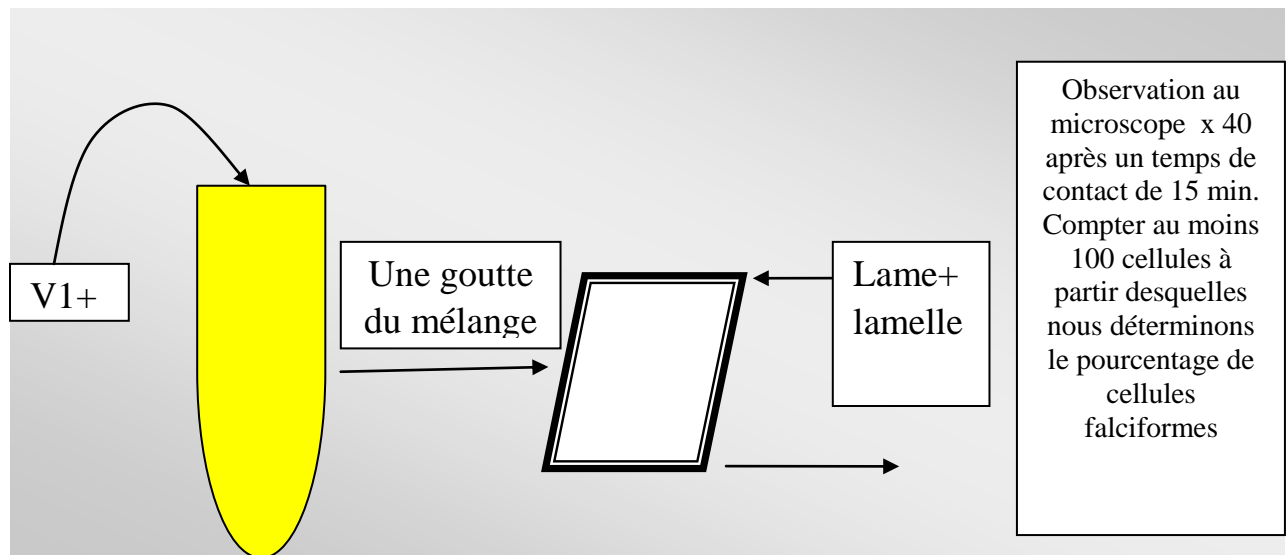 V1+
Une goutte
du mélange
Lame+
lamelle
Observation au
microscope x 40
après un temps de
contact de 15 min.
Compter au moins
100 cellules à
partir desquelles
nous déterminons
le pourcentage de
cellules
falciformes